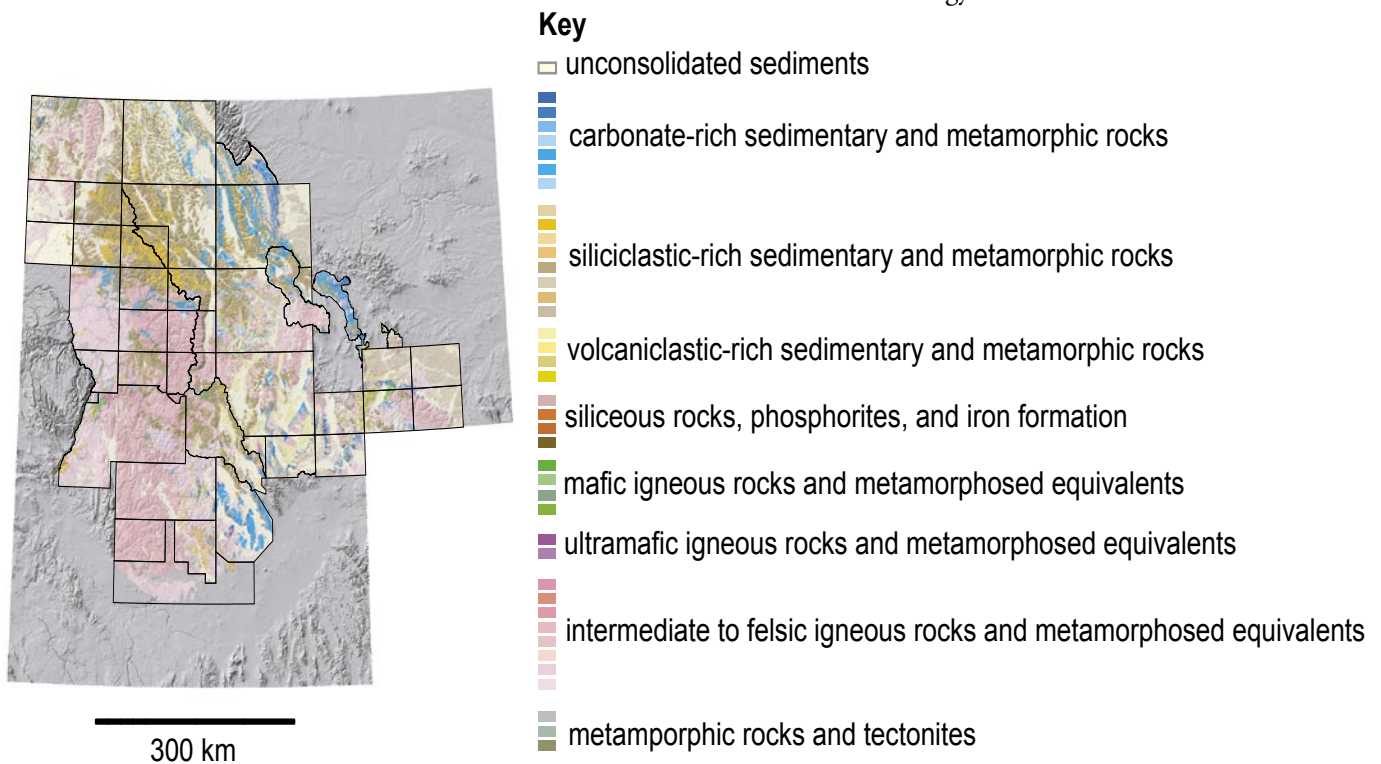 gy
Key
unconsolidated sediments
carbonate-rich sedimentary and metamorphic rocks
siliciclastic-rich sedimentary and metamorphic rocks
volcaniclastic-rich sedimentary and metamorphic rocks
siliceous rocks, phosphorites, and iron formation
mafic igneous rocks and metamorphosed equivalents
ultramafic igneous rocks and metamorphosed equivalents
intermediate to felsic igneous rocks and metamorphosed equivalents
metamporphic rocks and tectonites
300 km